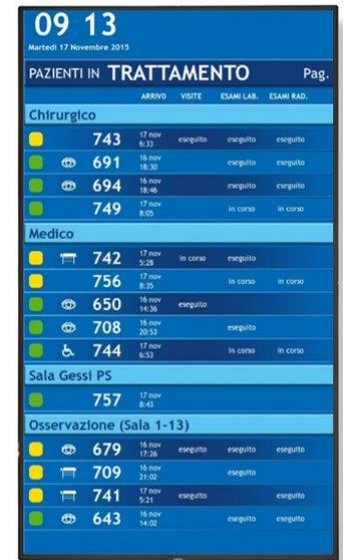 09 13
Martedì 17 Novembre 2015
PAZIENTI IN TRATTAMENTO Pag.
ARRIVO VISITE ESAMI LAB. ESAMI RAD.
Chirurgico
743 17 nov 6:33 eseguito eseguito eseguito
691 16 nov 18:30 eseguito eseguito
694 16 nov 18:46 eseguito eseguito
749 17 nov 8:05 in corso in corso
Medico
742 17 nov 5:28 in corso eseguito
756 17 nov 8:35 in corso in corso
650 16 nov 14:36 eseguito
708 16 nov 20:53 eseguito
744 17 nov 6:53 in corso in corso
Sala Gessi PS
757 17 nov 8:43
Osservazione (Sala 1-13)
679 16 nov 17:26 eseguito eseguito eseguito
709 16 nov 21:02 eseguito
741 17 nov 5:21 eseguito eseguito
643 16 nov 14:02 eseguito eseguito